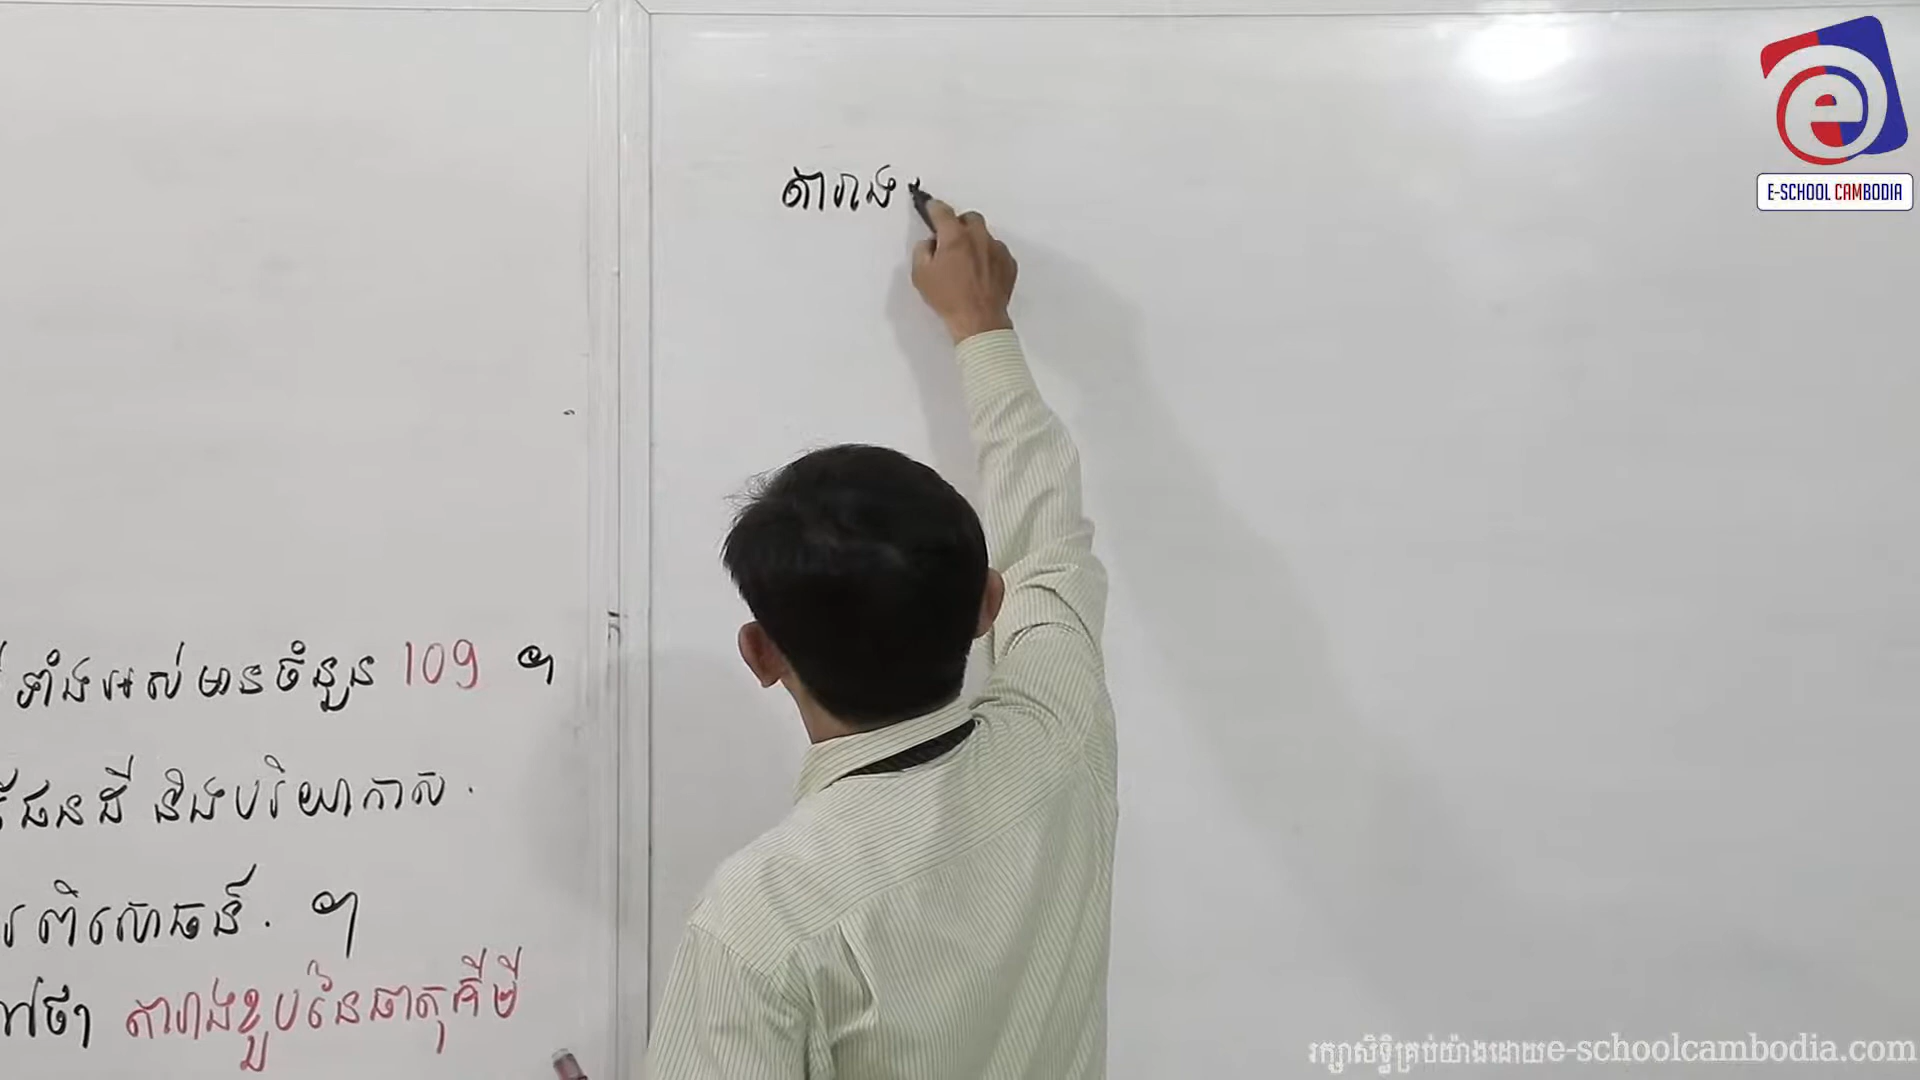 ទាំងអស់មានចំនួន 109 ។
ផែនដី និងបរិយាកាស .
ពិសោធន៍ . ។
ថា តារាងខួបនៃធាតុគីមី
តារាង
e
E-SCHOOL CAMBODIA
រក្សាសិទ្ធិគ្រប់យ៉ាងដោយe-schoolcambodia.com